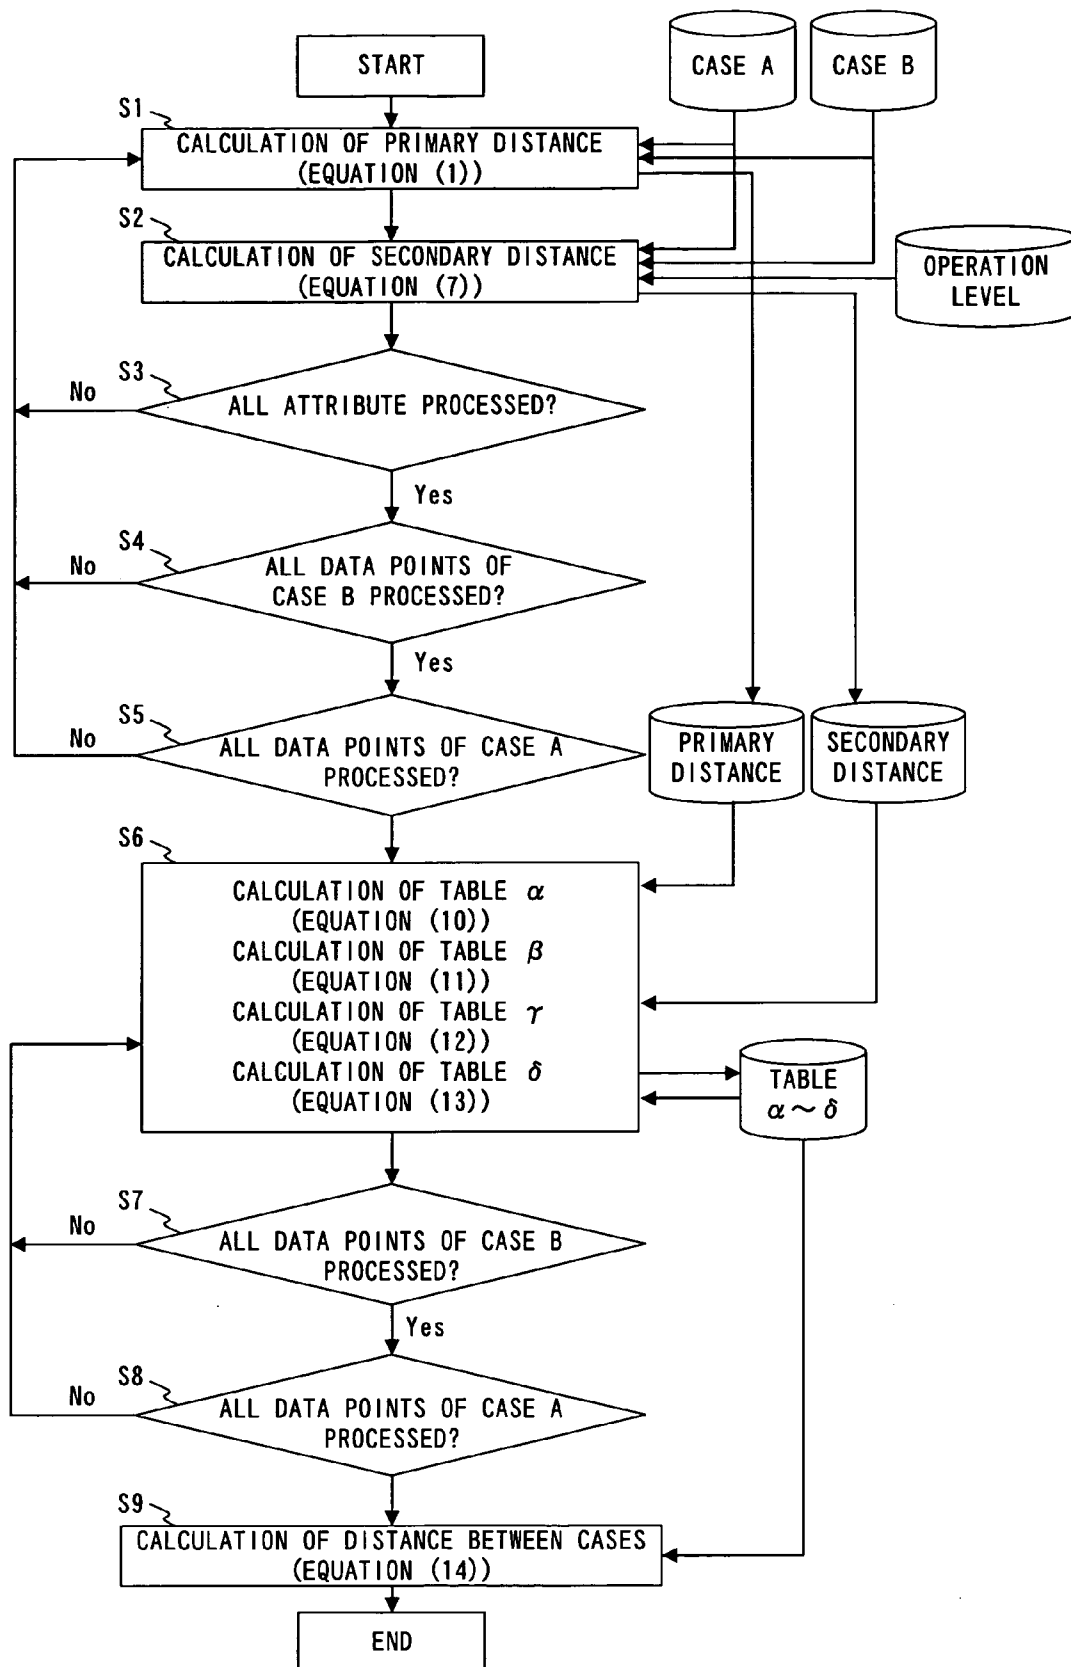 START
CASE A
CASE B
S1
CALCULATION OF PRIMARY DISTANCE
(EQUATION (1))
S2
CALCULATION OF SECONDARY DISTANCE
(EQUATION (7))
OPERATION
LEVEL
S3
No
ALL ATTRIBUTE PROCESSED?
Yes
S4
No
ALL DATA POINTS OF
CASE B PROCESSED?
Yes
S5
No
ALL DATA POINTS OF CASE A
PROCESSED?
PRIMARY
DISTANCE
SECONDARY
DISTANCE
S6
CALCULATION OF TABLE α
(EQUATION (10))
CALCULATION OF TABLE β
(EQUATION (11))
CALCULATION OF TABLE γ
(EQUATION (12))
CALCULATION OF TABLE δ
(EQUATION (13))
TABLE
α～δ
S7
No
ALL DATA POINTS OF CASE B
PROCESSED?
Yes
S8
No
ALL DATA POINTS OF CASE A
PROCESSED?
S9
CALCULATION OF DISTANCE BETWEEN CASES
(EQUATION (14))
END